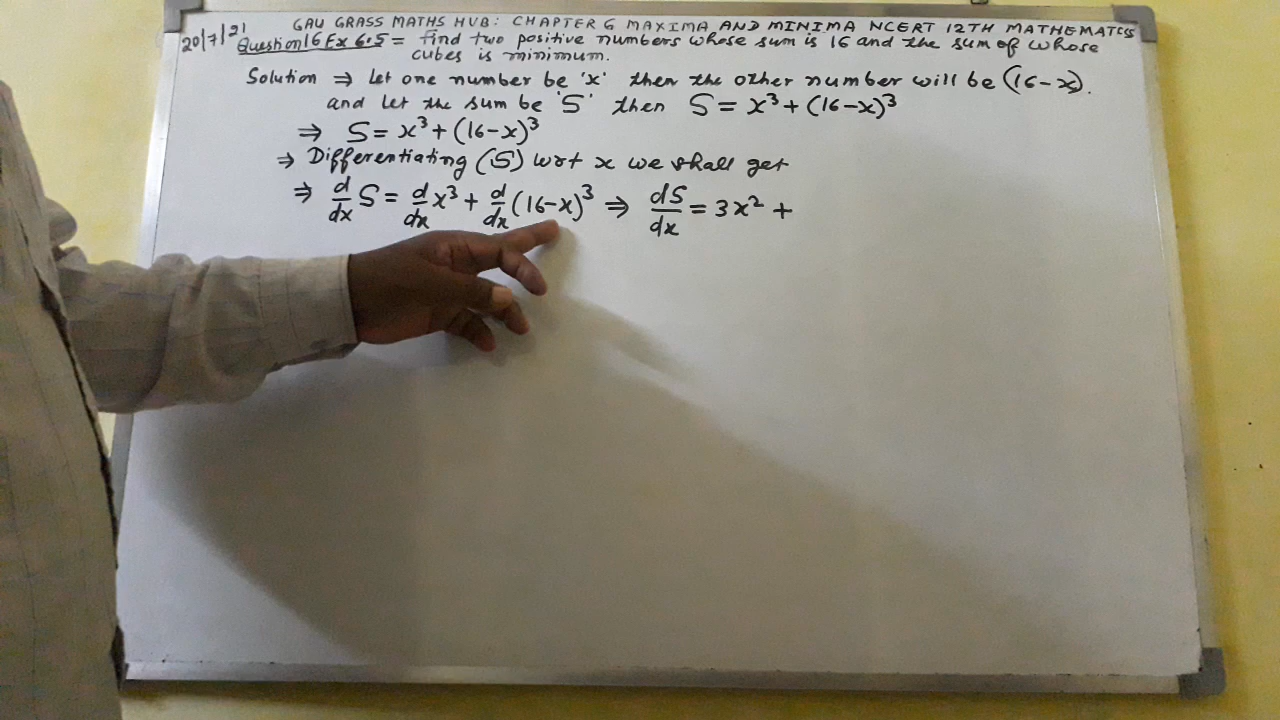 GAU GRASS MATHS HUB: CHAPTER 6 MAXIMA AND MINIMA NCERT 12TH MATHEMATICS
20/7/21 Question 16 Ex 6.5 = find two positive numbers whose sum is 16 and the sum of whose
cubes is minimum.
Solution ⇒ Let one number be 'x' then the other number will be (16-x).
and let the sum be 'S' then S = x³ + (16-x)³
⇒ S = x³ + (16-x)³
⇒ Differentiating (S) wrt x we shall get
⇒ d/dx S = d/dx x³ + d/dx (16-x)³ ⇒ dS/dx = 3x² +